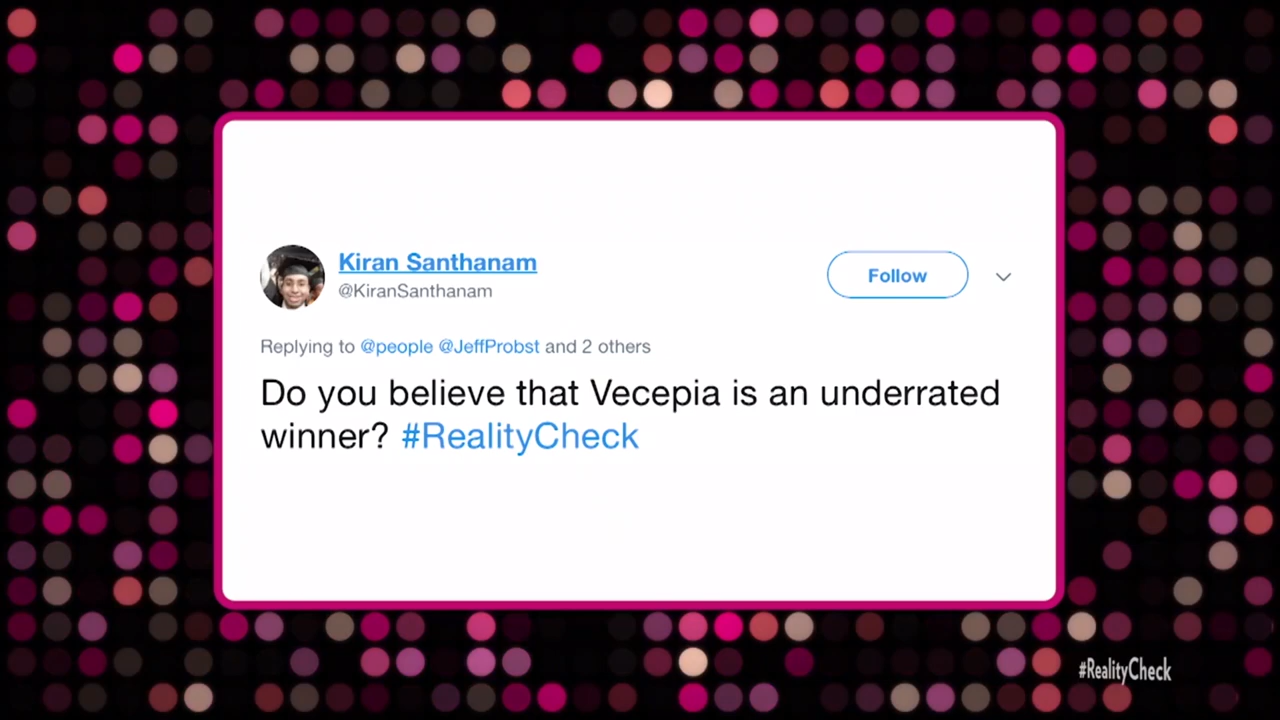 Kiran Santhanam
@KiranSanthanam
Follow
Replying to @people @JeffProbst and 2 others
Do you believe that Vecepia is an underrated
winner? #RealityCheck
#RealityCheck